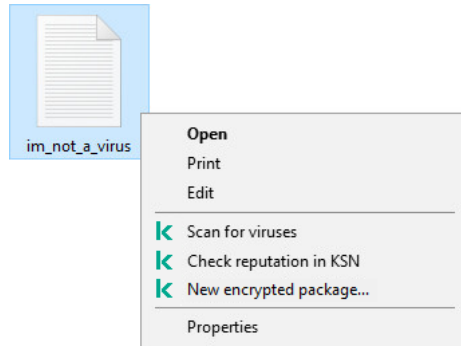 im_not_a_virus
Open
Print
Edit
Scan for viruses
Check reputation in KSN
New encrypted package...
Properties